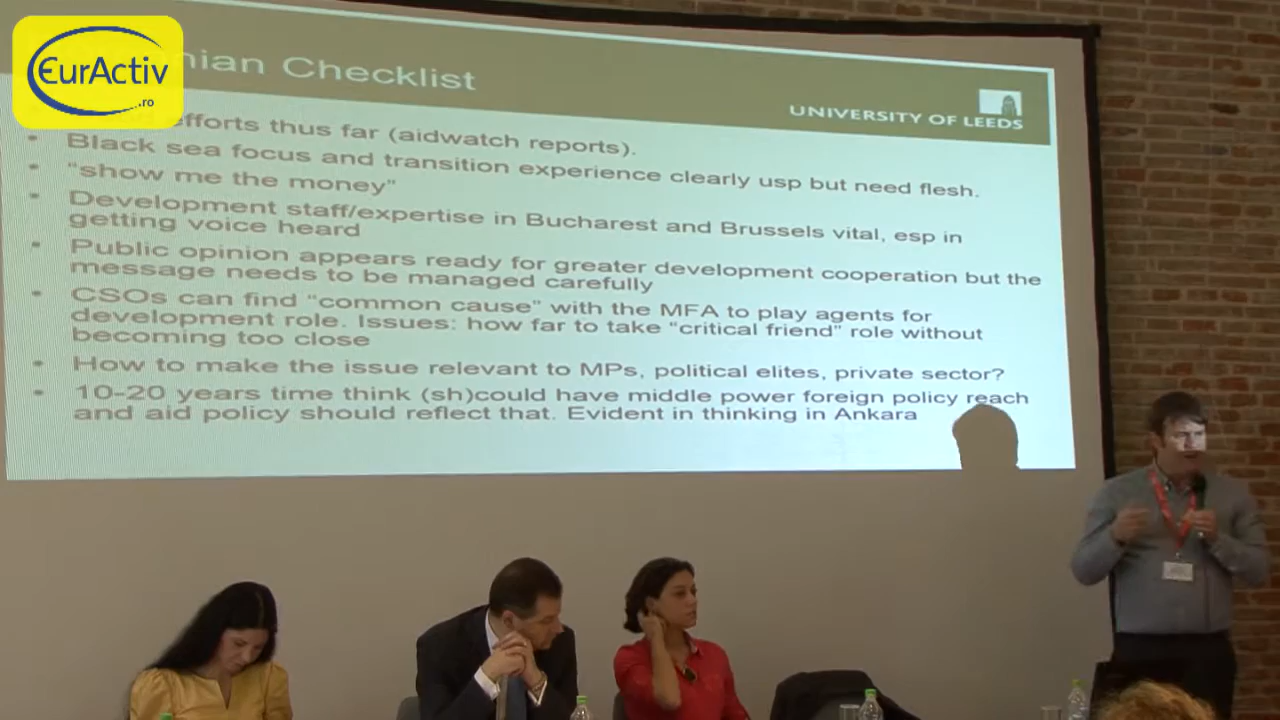 EurActiv
.ro
Checklist
UNIVERSITY OF LEEDS
efforts thus far (aidwatch reports).
• Black sea focus and transition experience clearly usp but need flesh.
• “show me the money”
• Development staff/expertise in Bucharest and Brussels vital, esp in
getting voice heard
• Public opinion appears ready for greater development cooperation but the
message needs to be managed carefully
• CSOs can find “common cause” with the MFA to play agents for
development role. Issues: how far to take “critical friend” role without
becoming too close
• How to make the issue relevant to MPs, political elites, private sector?
• 10-20 years time think (sh)could have middle power foreign policy reach
and aid policy should reflect that. Evident in thinking in Ankara